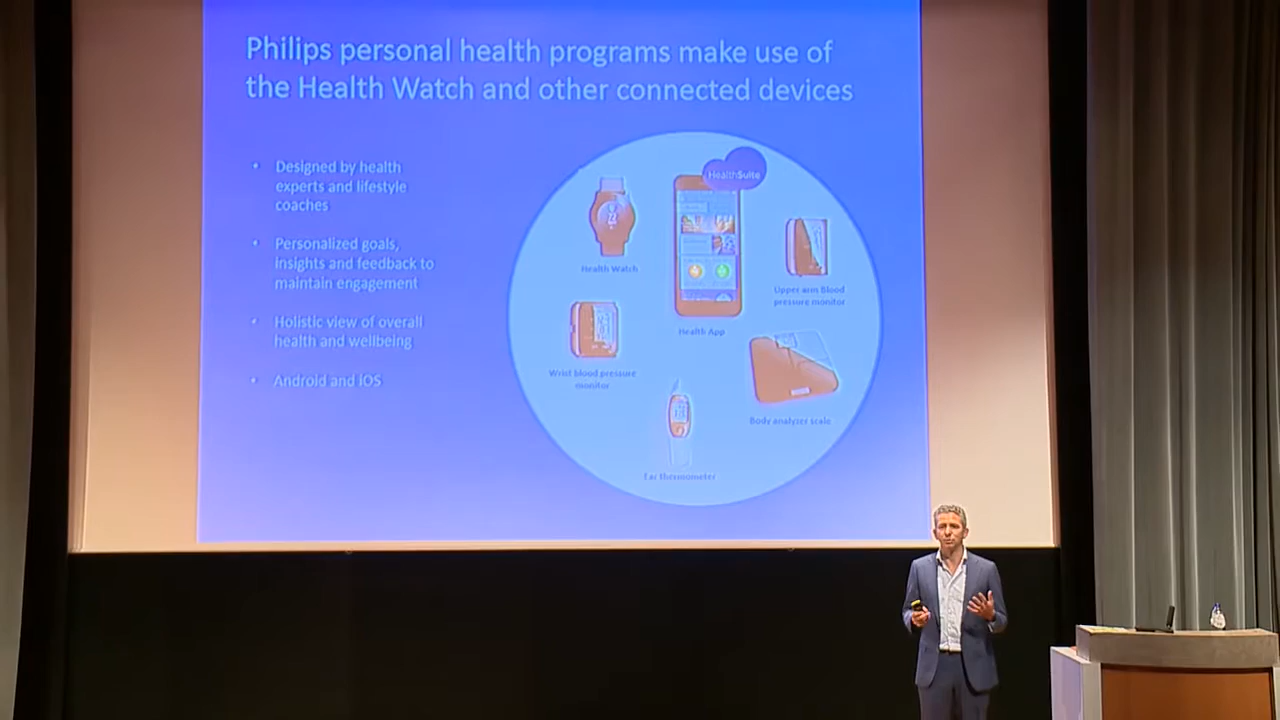 Philips personal health programs make use of
the Health Watch and other connected devices
• Designed by health
experts and lifestyle
coaches
• Personalized goals,
insights and feedback to
maintain engagement
• Holistic view of overall
health and wellbeing
• Android and iOS
HealthSuite
22
Health Watch
Health App
Upper arm Blood
pressure monitor
Wrist blood pressure
monitor
Body analyzer scale
Ear thermometer